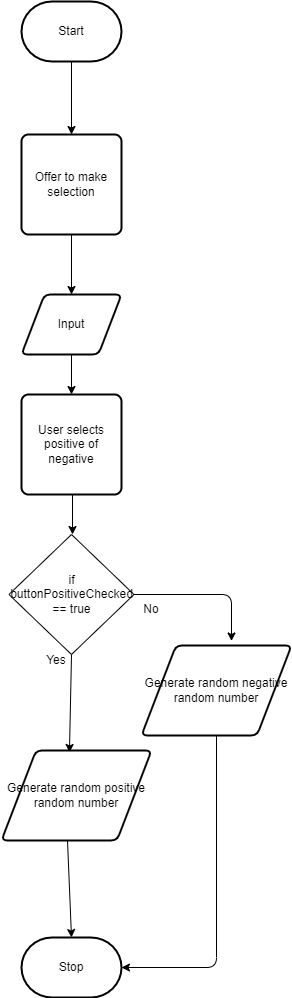 Start
Offer to make
selection
Input
User selects
positive of
negative
if
buttonPositiveChecked
== true
No
Yes
Generate random negative
random number
Generate random positive
random number
Stop